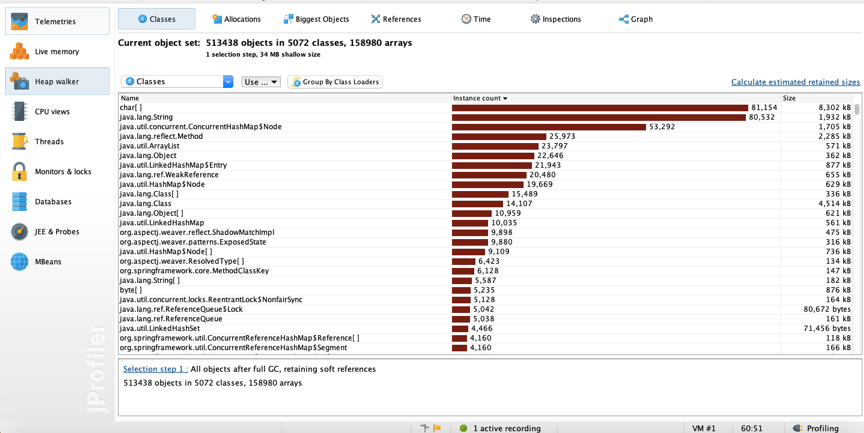 Classes
Allocations
Biggest Objects
References
Time
Inspections
Graph
Telemetries
Live memory
Heap walker
CPU views
Threads
Monitors & locks
Databases
JEE & Probes
MBeans
JProfiler
Current object set: 513438 objects in 5072 classes, 158980 arrays
1 selection step, 34 MB shallow size
Classes
Use ...
Group By Class Loaders
Calculate estimated retained sizes
Name Instance count Size
char[ ] 81,154 8,302 kB
java.lang.String 80,532 1,932 kB
java.util.concurrent.ConcurrentHashMap$Node 53,292 1,705 kB
java.lang.reflect.Method 25,973 2,285 kB
java.util.ArrayList 23,797 571 kB
java.lang.Object 22,646 362 kB
java.util.LinkedHashMap$Entry 21,943 877 kB
java.lang.ref.WeakReference 20,480 655 kB
java.util.HashMap$Node 19,669 629 kB
java.lang.Class[ ] 15,489 336 kB
java.lang.Class 14,107 4,514 kB
java.lang.Object[ ] 10,959 621 kB
java.util.LinkedHashMap 10,035 561 kB
org.aspectj.weaver.reflect.ShadowMatchImpl 9,898 475 kB
org.aspectj.weaver.patterns.ExposedState 9,880 316 kB
java.util.HashMap$Node[ ] 9,109 736 kB
org.aspectj.weaver.ResolvedType[ ] 6,423 134 kB
org.springframework.core.MethodClassKey 6,128 147 kB
java.lang.String[ ] 5,587 182 kB
byte[ ] 5,235 876 kB
java.util.concurrent.locks.ReentrantLock$NonfairSync 5,128 164 kB
java.lang.ref.ReferenceQueue$Lock 5,042 80,672 bytes
java.lang.ref.ReferenceQueue 5,038 161 kB
java.util.LinkedHashSet 4,466 71,456 bytes
org.springframework.util.ConcurrentReferenceHashMap$Reference[ ] 4,160 118 kB
org.springframework.util.ConcurrentReferenceHashMap$Segment 4,160 166 kB
Selection step 1 : All objects after full GC, retaining soft references
513438 objects in 5072 classes, 158980 arrays
1 active recording
VM #1
60:51
Profiling